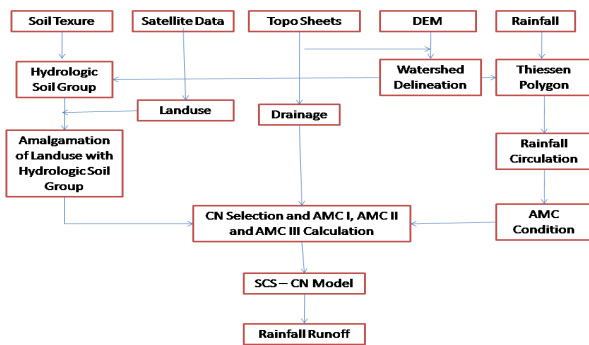 Soil Texure
Satellite Data
Topo Sheets
DEM
Rainfall
Hydrologic
Soil Group
Watershed
Delineation
Thiessen
Polygon
Landuse
Drainage
Amalgamation
of Landuse with
Hydrologic Soil
Group
Rainfall
Circulation
CN Selection and AMC I, AMC II
and AMC III Calculation
AMC
Condition
SCS – CN Model
Rainfall Runoff